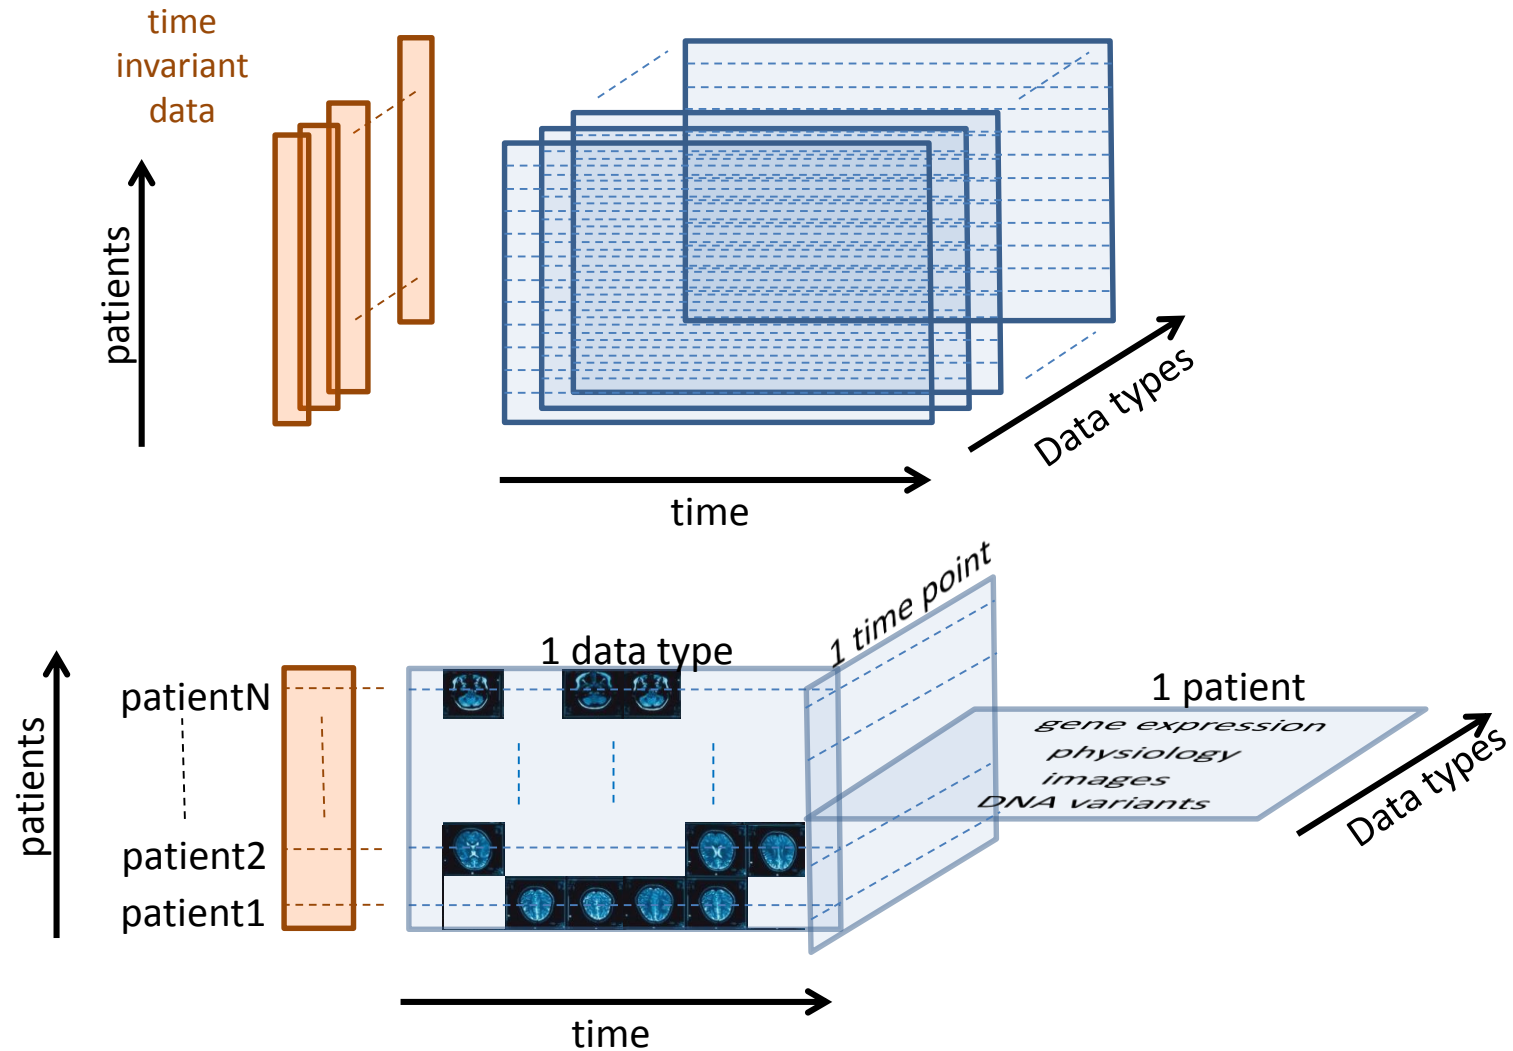 time
invariant
data
patients
Data types
time
1 time point
1 data type
1 patient
patients
patientN
gene expression
physiology
images
DNA variants
Data types
patient2
patient1
time